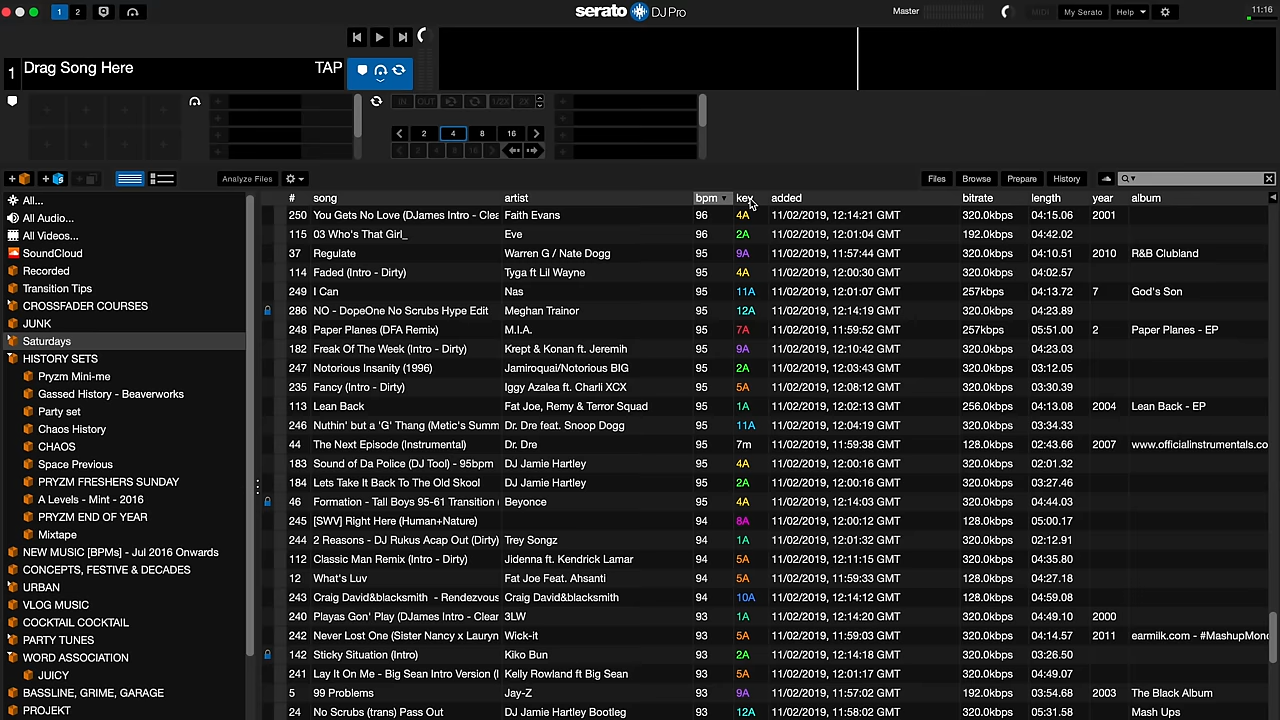 1 2 serato DJ Pro Master MIDI My Serato Help 11:16
1 Drag Song Here TAP
IN OUT 1/2X 2X
2 4 8 16
Analyze Files Files Browse Prepare History
# song artist bpm key added bitrate length year album
All...
All Audio...
All Videos...
SoundCloud
Recorded
Transition Tips
CROSSFADER COURSES
JUNK
Saturdays
HISTORY SETS
Pryzm Mini-me
Gassed History - Beaverworks
Party set
Chaos History
CHAOS
Space Previous
PRYZM FRESHERS SUNDAY
A Levels - Mint - 2016
PRYZM END OF YEAR
Mixtape
NEW MUSIC [BPMs] - Jul 2016 Onwards
CONCEPTS, FESTIVE & DECADES
URBAN
VLOG MUSIC
COCKTAIL COCKTAIL
PARTY TUNES
WORD ASSOCIATION
JUICY
BASSLINE, GRIME, GARAGE
PROJEKT
250 You Gets No Love (DJames Intro - Clea Faith Evans 96 4A 11/02/2019, 12:14:21 GMT 320.0kbps 04:15.06 2001
115 03 Who's That Girl_ Eve 96 2A 11/02/2019, 12:01:04 GMT 192.0kbps 04:42.02
37 Regulate Warren G / Nate Dogg 95 9A 11/02/2019, 11:57:44 GMT 320.0kbps 04:10.51 2010 R&B Clubland
114 Faded (Intro - Dirty) Tyga ft Lil Wayne 95 4A 11/02/2019, 12:00:30 GMT 320.0kbps 04:02.57
249 I Can Nas 95 11A 11/02/2019, 12:01:07 GMT 257kbps 04:13.72 7 God's Son
286 NO - DopeOne No Scrubs Hype Edit Meghan Trainor 95 12A 11/02/2019, 12:14:19 GMT 320.0kbps 04:23.89
248 Paper Planes (DFA Remix) M.I.A. 95 7A 11/02/2019, 11:59:52 GMT 257kbps 05:51.00 2 Paper Planes - EP
182 Freak Of The Week (Intro - Dirty) Krept & Konan ft. Jeremih 95 9A 11/02/2019, 12:10:42 GMT 320.0kbps 04:23.03
247 Notorious Insanity (1996) Jamiroquai/Notorious BIG 95 2A 11/02/2019, 12:03:43 GMT 320.0kbps 03:12.05
235 Fancy (Intro - Dirty) Iggy Azalea ft. Charli XCX 95 5A 11/02/2019, 12:08:12 GMT 320.0kbps 03:30.39
113 Lean Back Fat Joe, Remy & Terror Squad 95 1A 11/02/2019, 12:02:13 GMT 256.0kbps 04:13.08 2004 Lean Back - EP
246 Nuthin' but a 'G' Thang (Metic's Summ Dr. Dre feat. Snoop Dogg 95 11A 11/02/2019, 12:04:19 GMT 320.0kbps 03:34.33
44 The Next Episode (Instrumental) Dr. Dre 95 7m 11/02/2019, 11:59:38 GMT 128.0kbps 02:43.66 2007 www.officialinstrumentals.co
183 Sound of Da Police (DJ Tool) - 95bpm DJ Jamie Hartley 95 4A 11/02/2019, 12:00:16 GMT 320.0kbps 02:01.32
184 Lets Take It Back To The Old Skool DJ Jamie Hartley 95 2A 11/02/2019, 12:00:16 GMT 320.0kbps 03:27.46
46 Formation - Tall Boys 95-61 Transition ( Beyonce 95 4A 11/02/2019, 12:14:03 GMT 320.0kbps 04:44.03
245 [SWV] Right Here (Human+Nature) 94 8A 11/02/2019, 12:00:12 GMT 128.0kbps 05:00.17
244 2 Reasons - DJ Rukus Acap Out (Dirty) Trey Songz 94 1A 11/02/2019, 12:01:32 GMT 320.0kbps 02:12.91
112 Classic Man Remix (Intro - Dirty) Jidenna ft. Kendrick Lamar 94 5A 11/02/2019, 12:11:15 GMT 320.0kbps 04:35.80
12 What's Luv Fat Joe Feat. Ahsanti 94 5A 11/02/2019, 11:59:33 GMT 128.0kbps 04:27.18
243 Craig David&blacksmith - Rendezvous Craig David&blacksmith 94 10A 11/02/2019, 12:14:14 GMT 128.0kbps 04:59.08
240 Playas Gon' Play (DJames Intro - Clear 3LW 93 1A 11/02/2019, 12:14:20 GMT 320.0kbps 04:49.10 2000
242 Never Lost One (Sister Nancy x Lauryn Wick-it 93 5A 11/02/2019, 11:59:03 GMT 320.0kbps 04:14.57 2011 earmilk.com - #MashupMond
142 Sticky Situation (Intro) Kiko Bun 93 2A 11/02/2019, 12:14:18 GMT 320.0kbps 03:26.50
241 Lay It On Me - Big Sean Intro Version (I Kelly Rowland ft Big Sean 93 5A 11/02/2019, 12:01:17 GMT 320.0kbps 04:49.07
5 99 Problems Jay-Z 93 9A 11/02/2019, 11:57:02 GMT 192.0kbps 03:54.68 2003 The Black Album
24 No Scrubs (trans) Pass Out DJ Jamie Hartley Bootleg 93 12A 11/02/2019, 11:58:02 GMT 320.0kbps 05:31.58 Mash Ups